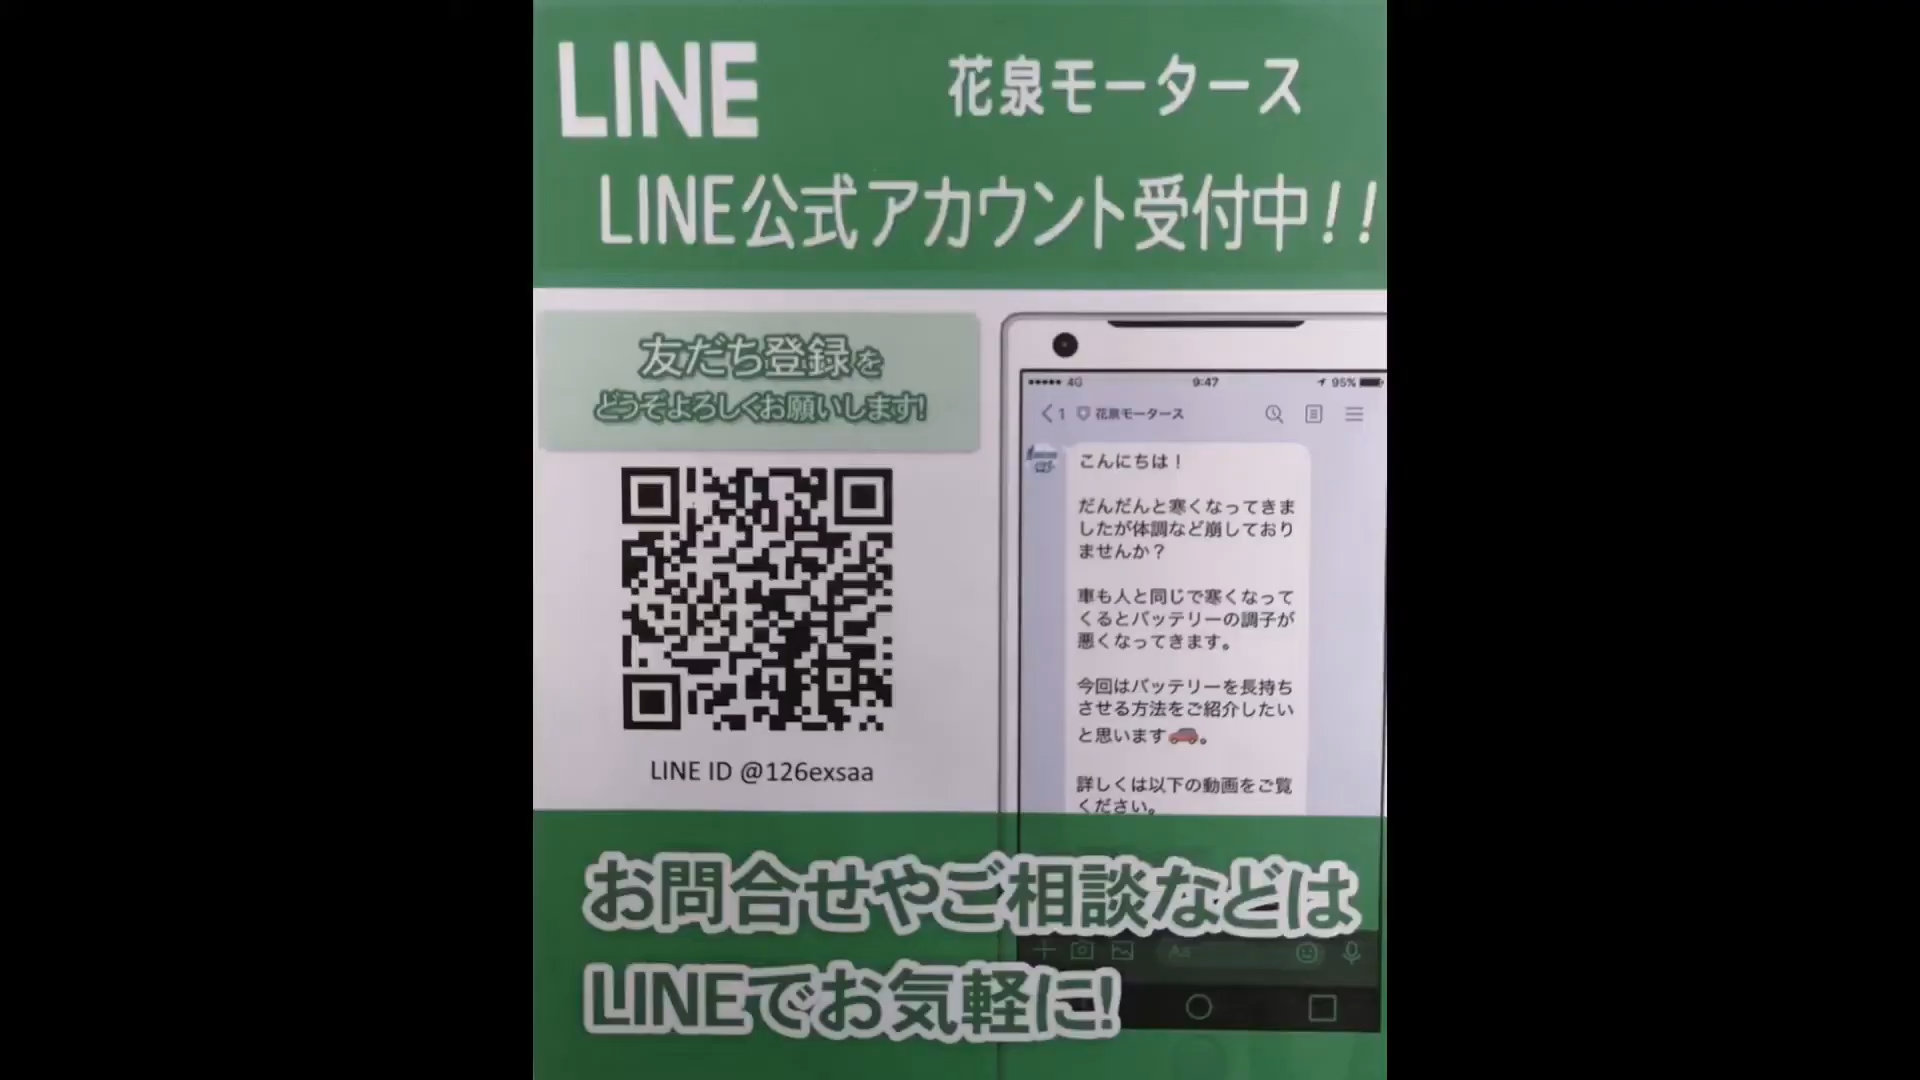 LINE
花泉モータース
LINE公式アカウント受付中!!
友だち登録を
どうぞよろしくお願いします!
LINE ID @126exsaa
4G 9:47 95%
1 花泉モータース
こんにちは！
だんだんと寒くなってきま
したが体調など崩しており
ませんか？
車も人と同じで寒くなって
くるとバッテリーの調子が
悪くなってきます。
今回はバッテリーを長持ち
させる方法をご紹介したい
と思います🚗。
詳しくは以下の動画をご覧
ください。
Aa
お問合せやご相談などは
LINEでお気軽に!